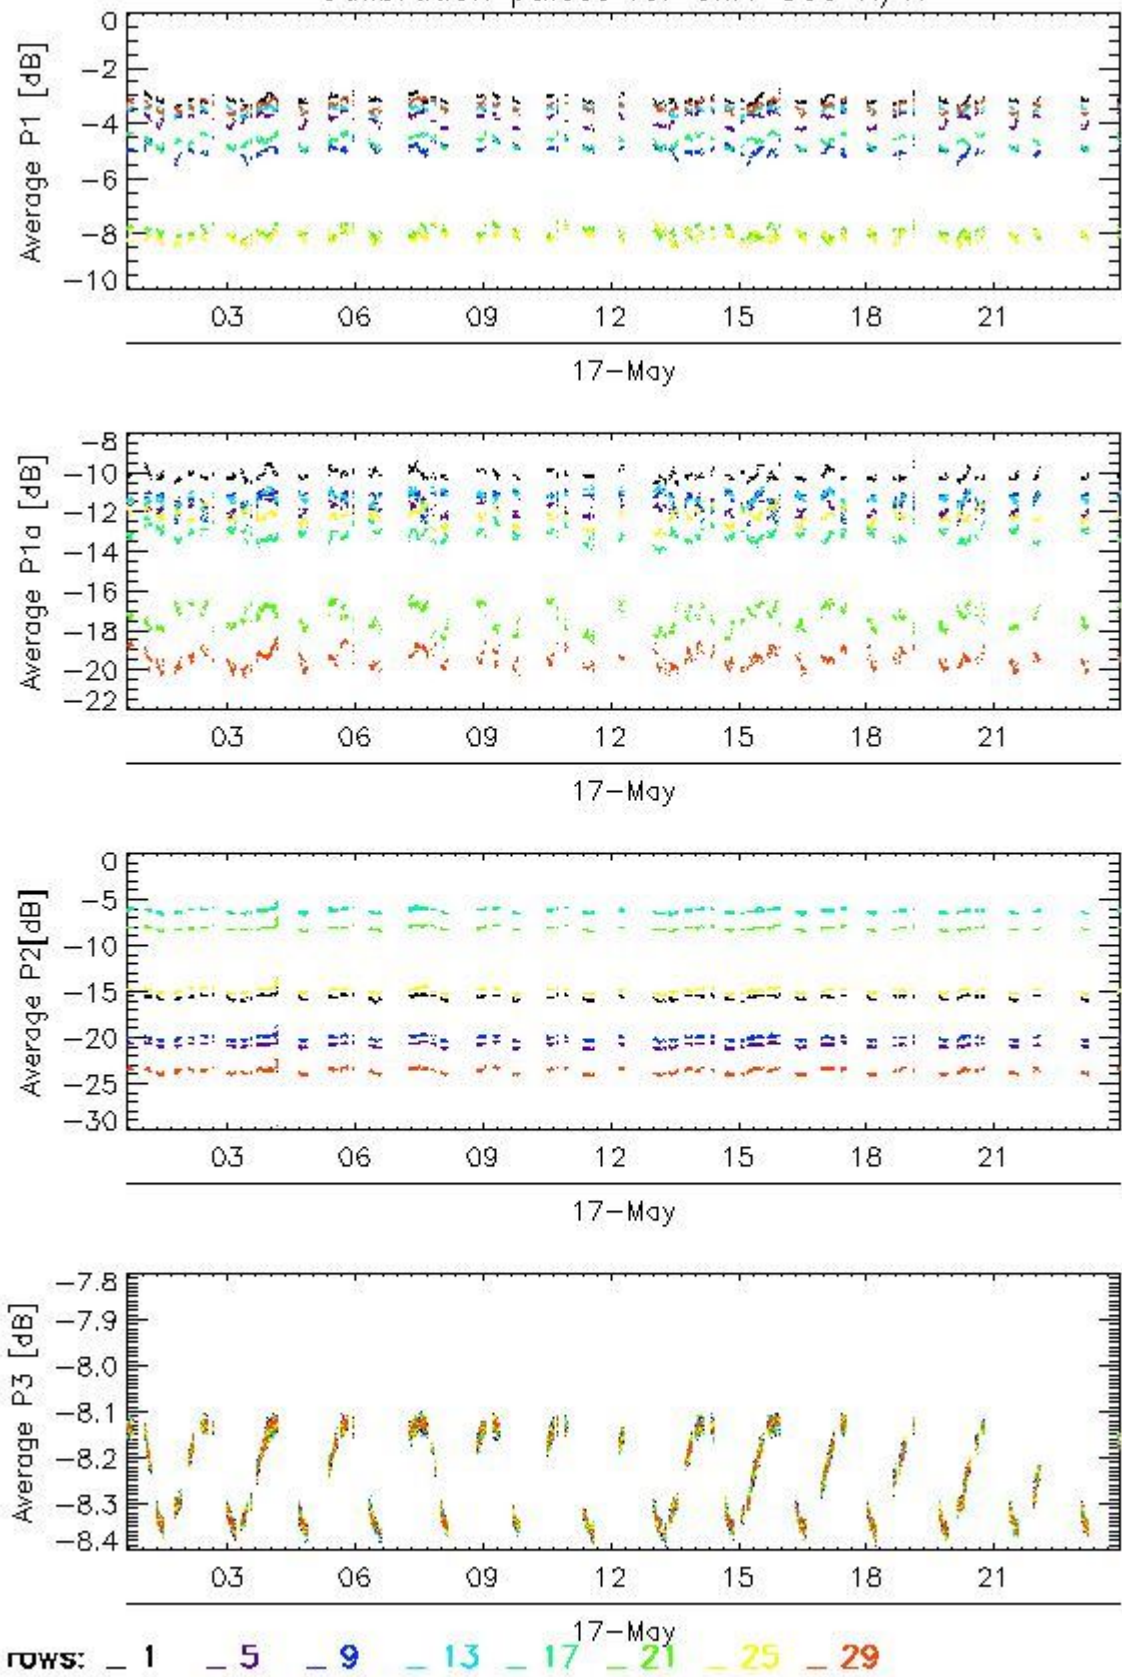 0
-2
-4
-6
-8
-10
Average P1 [dB]
03 06 09 12 15 18 21
17-May
-8
-10
-12
-14
-16
-18
-20
-22
Average P1a [dB]
03 06 09 12 15 18 21
17-May
0
-5
-10
-15
-20
-25
-30
Average P2[dB]
03 06 09 12 15 18 21
17-May
-7.8
-7.9
-8.0
-8.1
-8.2
-8.3
-8.4
Average P3 [dB]
03 06 09 12 15 18 21
17-May
rows: _ 1 _ 5 _ 9 _ 13 _ 17 _ 21 _ 25 _ 29